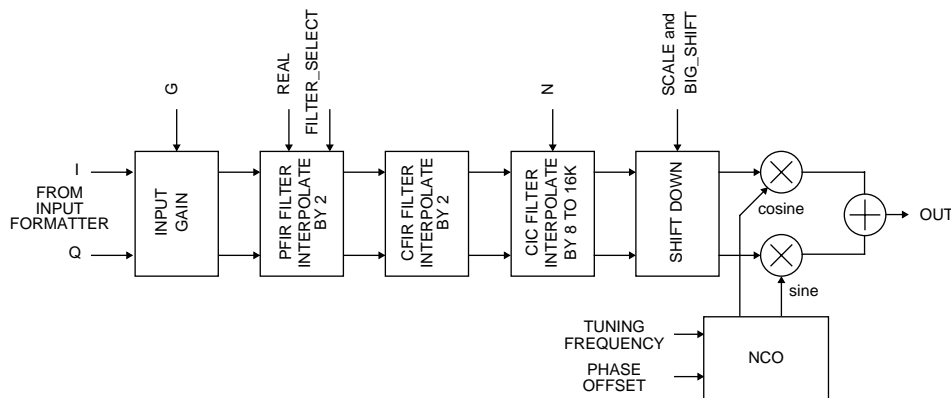 G
REAL
FILTER_SELECT
N
SCALE and
BIG_SHIFT
I
FROM
INPUT
FORMATTER
Q
INPUT
GAIN
PFIR FILTER
INTERPOLATE
BY 2
CFIR FILTER
INTERPOLATE
BY 2
CIC FILTER
INTERPOLATE
BY 8 TO 16K
SHIFT DOWN
cosine
sine
OUT
TUNING
FREQUENCY
PHASE
OFFSET
NCO